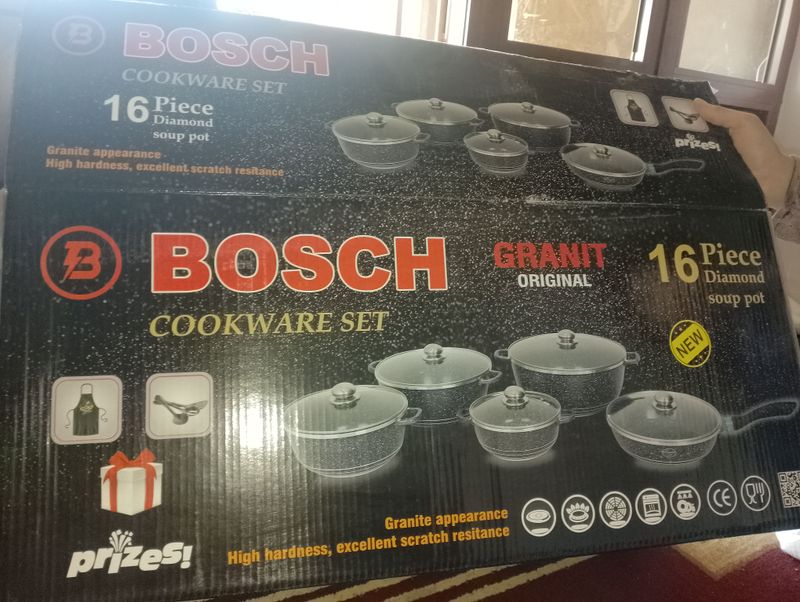 B BOSCH
COOKWARE SET
16 Piece
Diamond
soup pot
Granite appearance
High hardness, excellent scratch resitance
prizes!
B BOSCH
COOKWARE SET
GRANIT
ORIGINAL
16 Piece
Diamond
soup pot
NEW
prizes!
Granite appearance
High hardness, excellent scratch resitance
CE